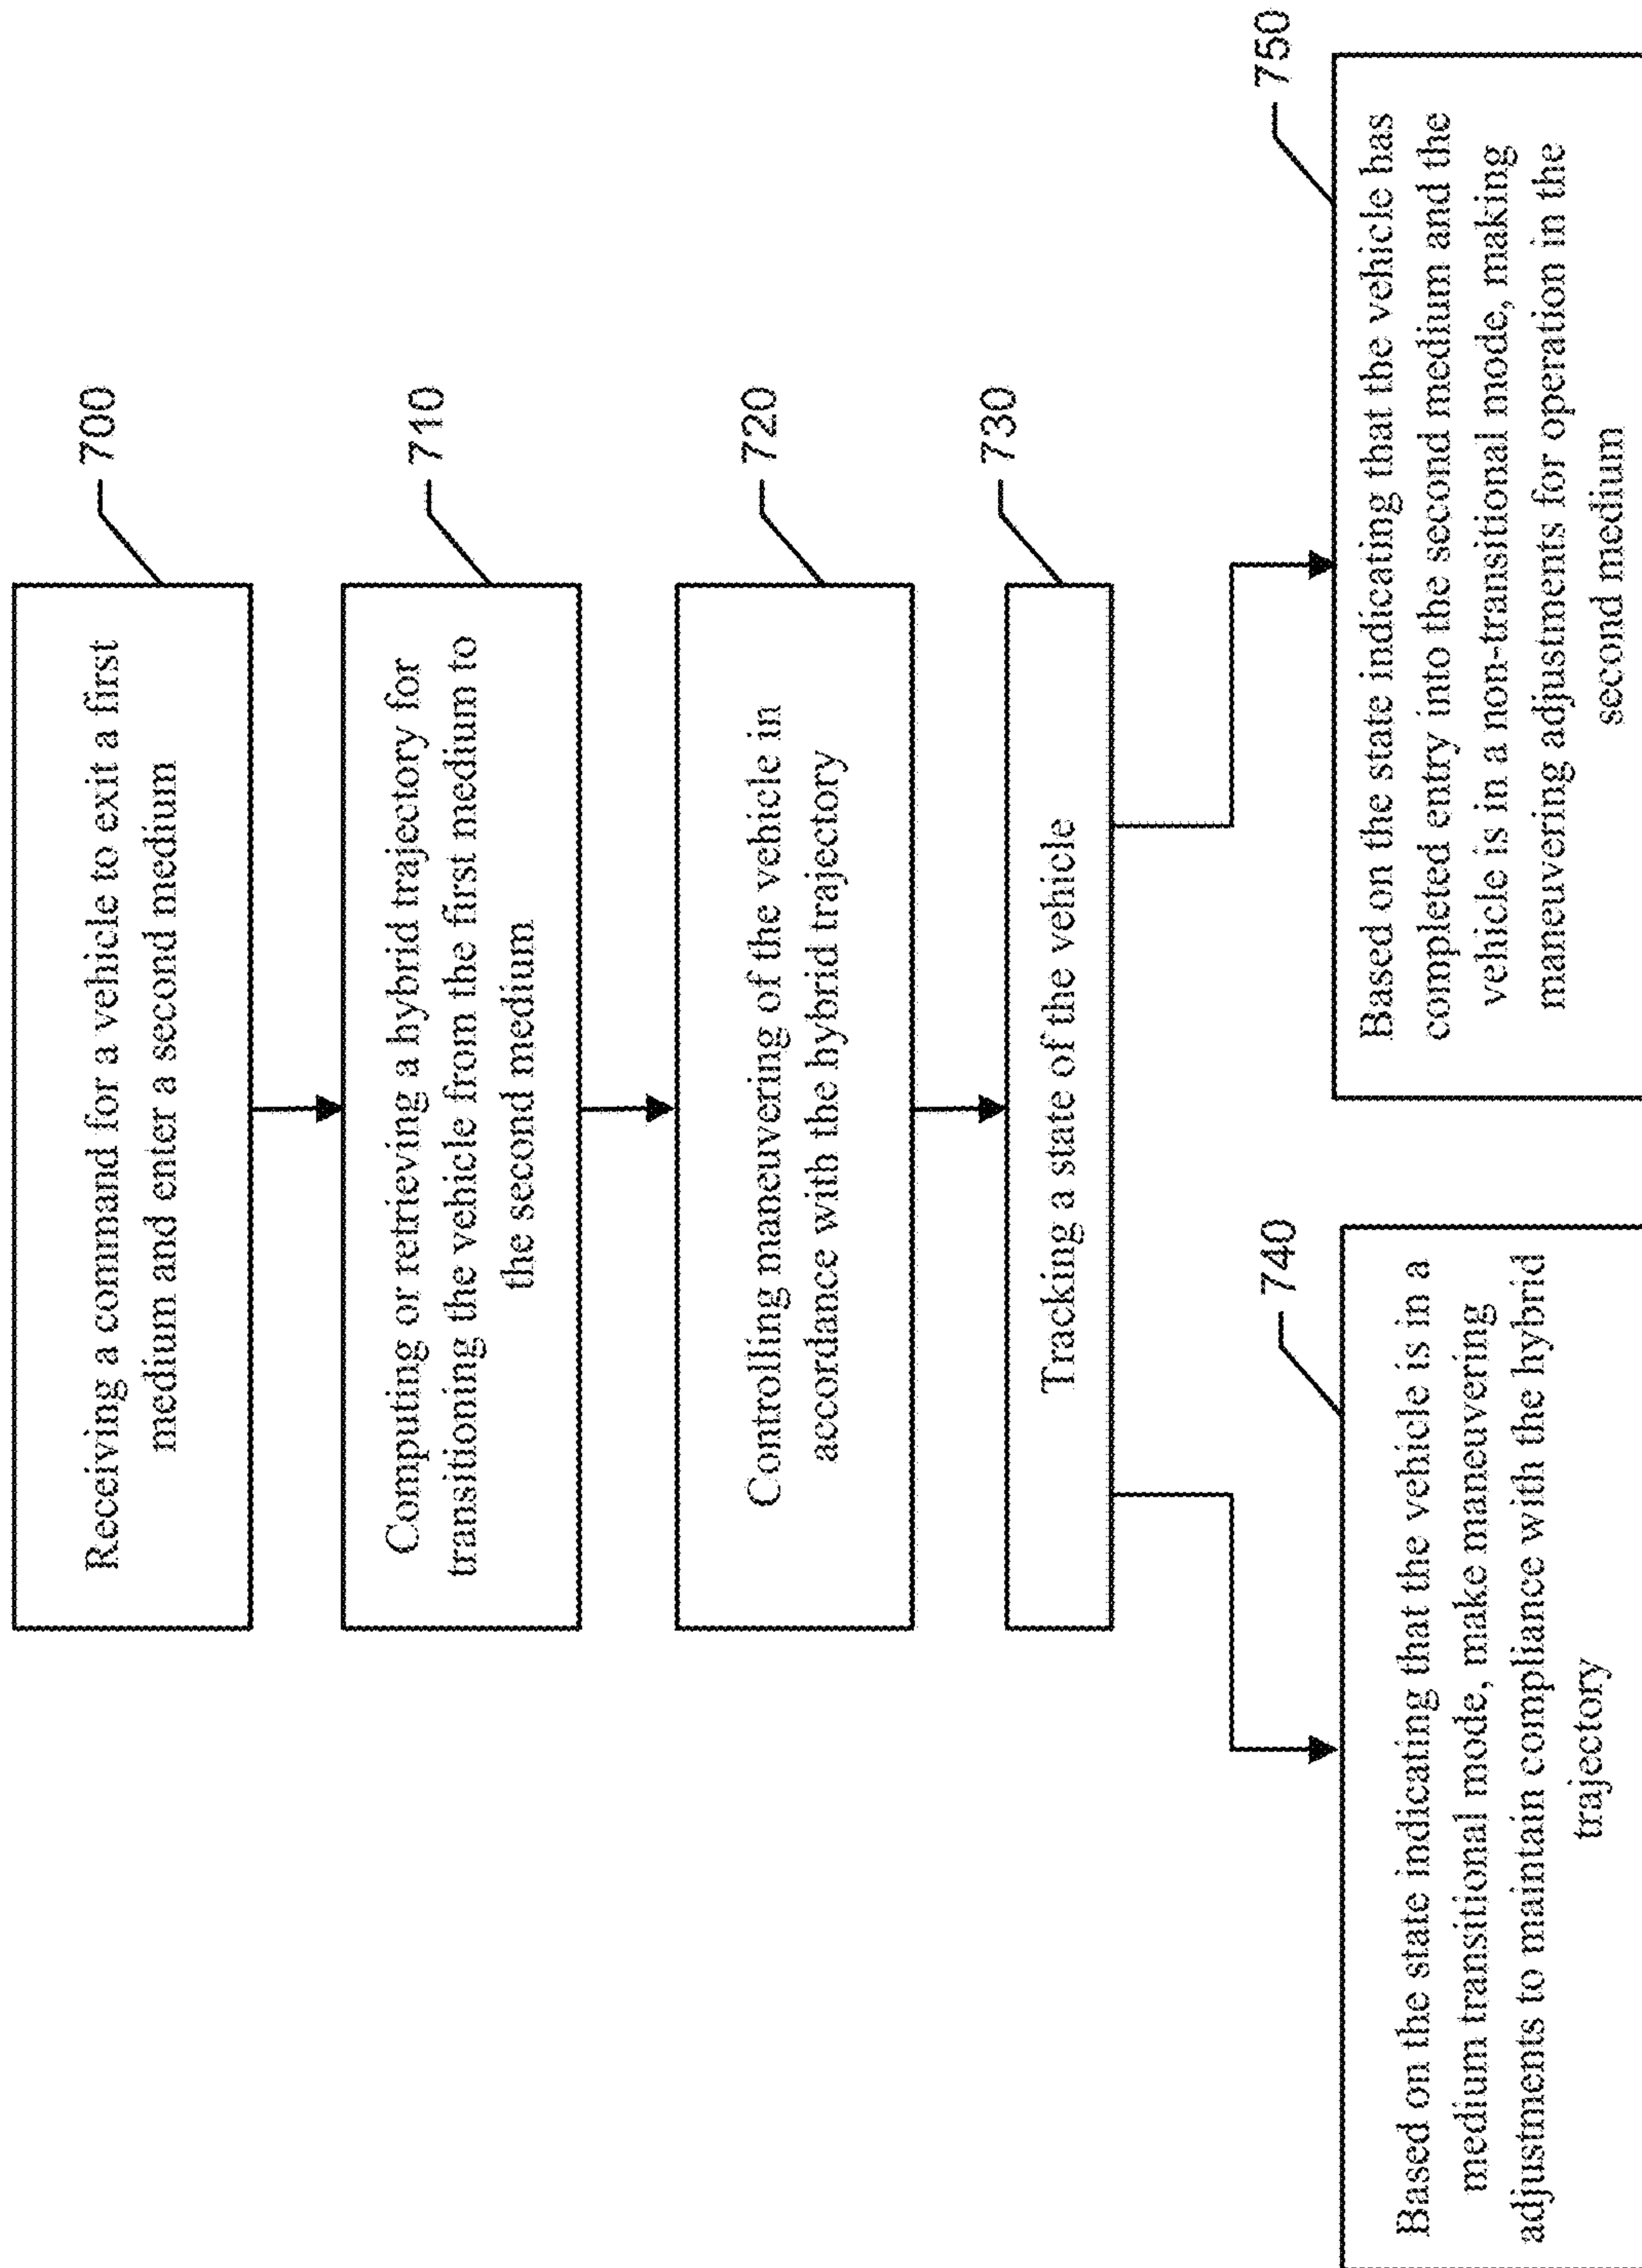 Receiving a command for a vehicle to exit a first
medium and enter a second medium
700
Computing or retrieving a hybrid trajectory for
transitioning the vehicle from the first medium to
the second medium
710
Controlling maneuvering of the vehicle in
accordance with the hybrid trajectory
720
Tracking a state of the vehicle
730
Based on the state indicating that the vehicle is in a
medium transitional mode, make maneuvering
adjustments to maintain compliance with the hybrid
trajectory
740
Based on the state indicating that the vehicle has
completed entry into the second medium and the
vehicle is in a non-transitional mode, making
maneuvering adjustments for operation in the
second medium
750